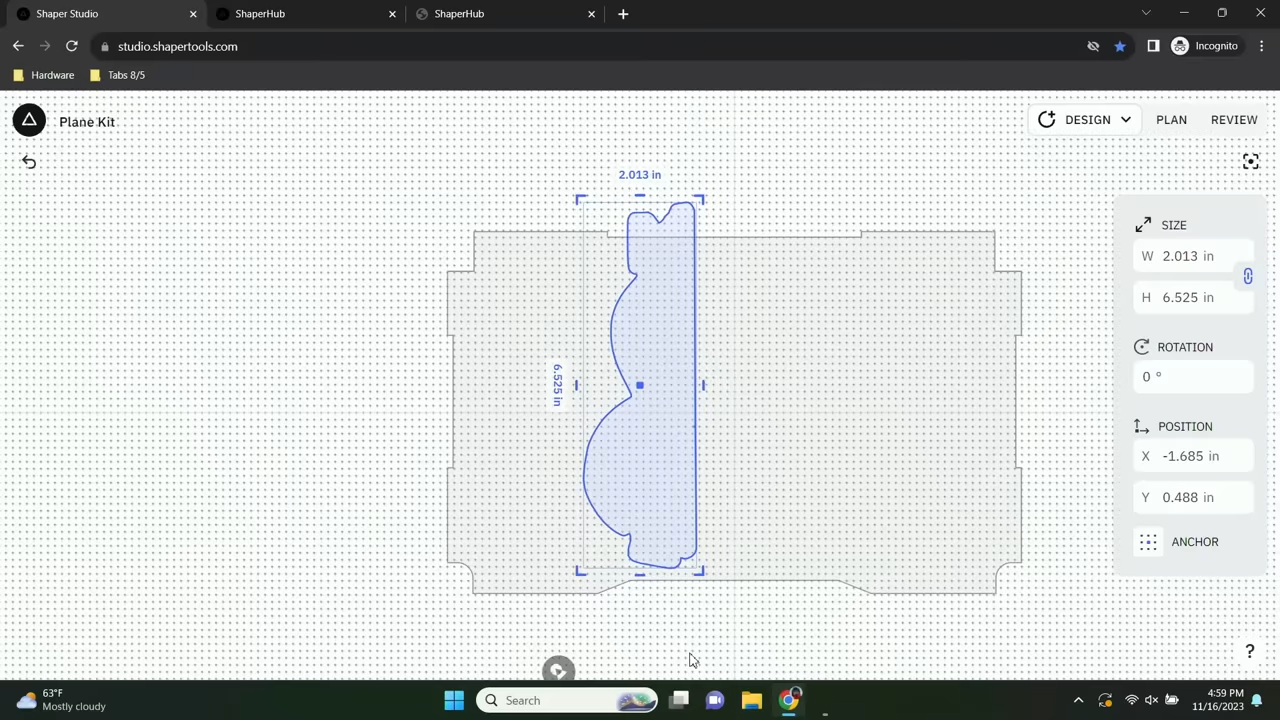 Shaper Studio
ShaperHub
ShaperHub
studio.shapertools.com
Incognito
Hardware
Tabs 8/5
Plane Kit
DESIGN
PLAN
REVIEW
2.013 in
6.525 in
SIZE
W 2.013 in
H 6.525 in
ROTATION
0 °
POSITION
X -1.685 in
Y 0.488 in
ANCHOR
?
63°F
Mostly cloudy
Search
4:59 PM
11/16/2023